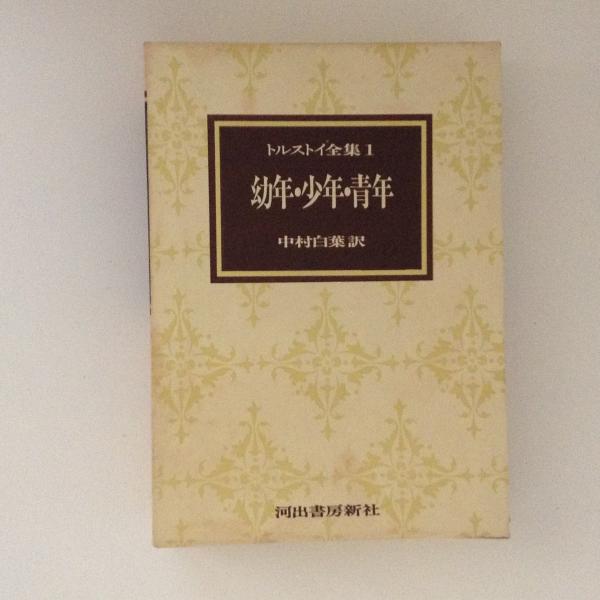 トルストイ全集1
幼年・少年・青年
中村白葉訳
河出書房新社